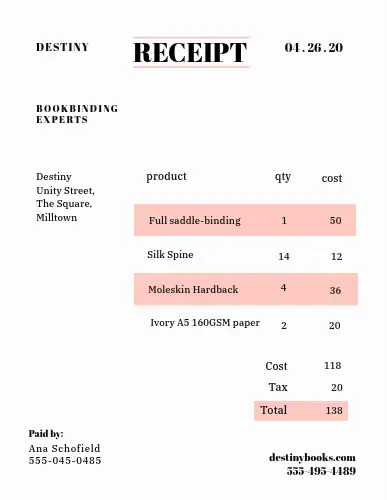 DESTINY RECEIPT 04.26.20
BOOKBINDING
EXPERTS
Destiny
Unity Street,
The Square,
Milltown
product qty cost
Full saddle-binding 1 50
Silk Spine 14 12
Moleskin Hardback 4 36
Ivory A5 160GSM paper 2 20
Cost 118
Tax 20
Total 138
Paid by:
Ana Schofield
555-045-0485
destinybooks.com
555-495-4489